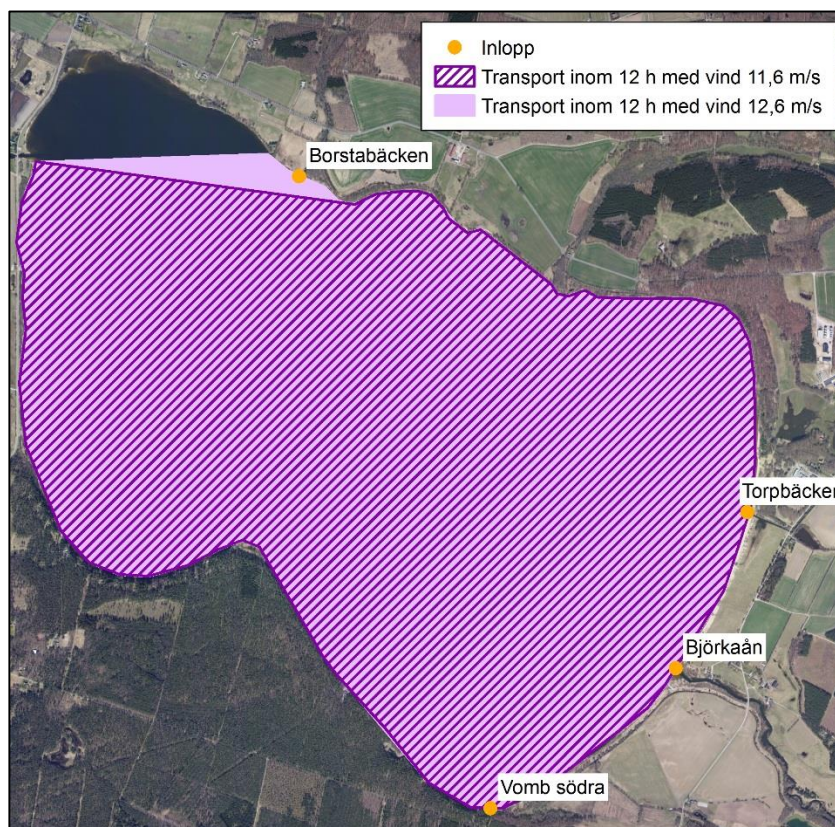 Inlopp
Transport inom 12 h med vind 11,6 m/s
Transport inom 12 h med vind 12,6 m/s
Borstabäcken
Torpbäcken
Björkaån
Vomb södra